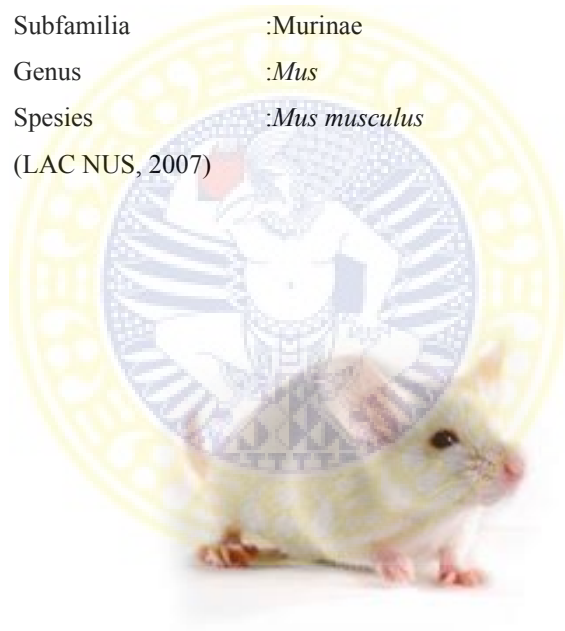 Subfamilia :Murinae
Genus :Mus
Spesies :Mus musculus
(LAC NUS, 2007)